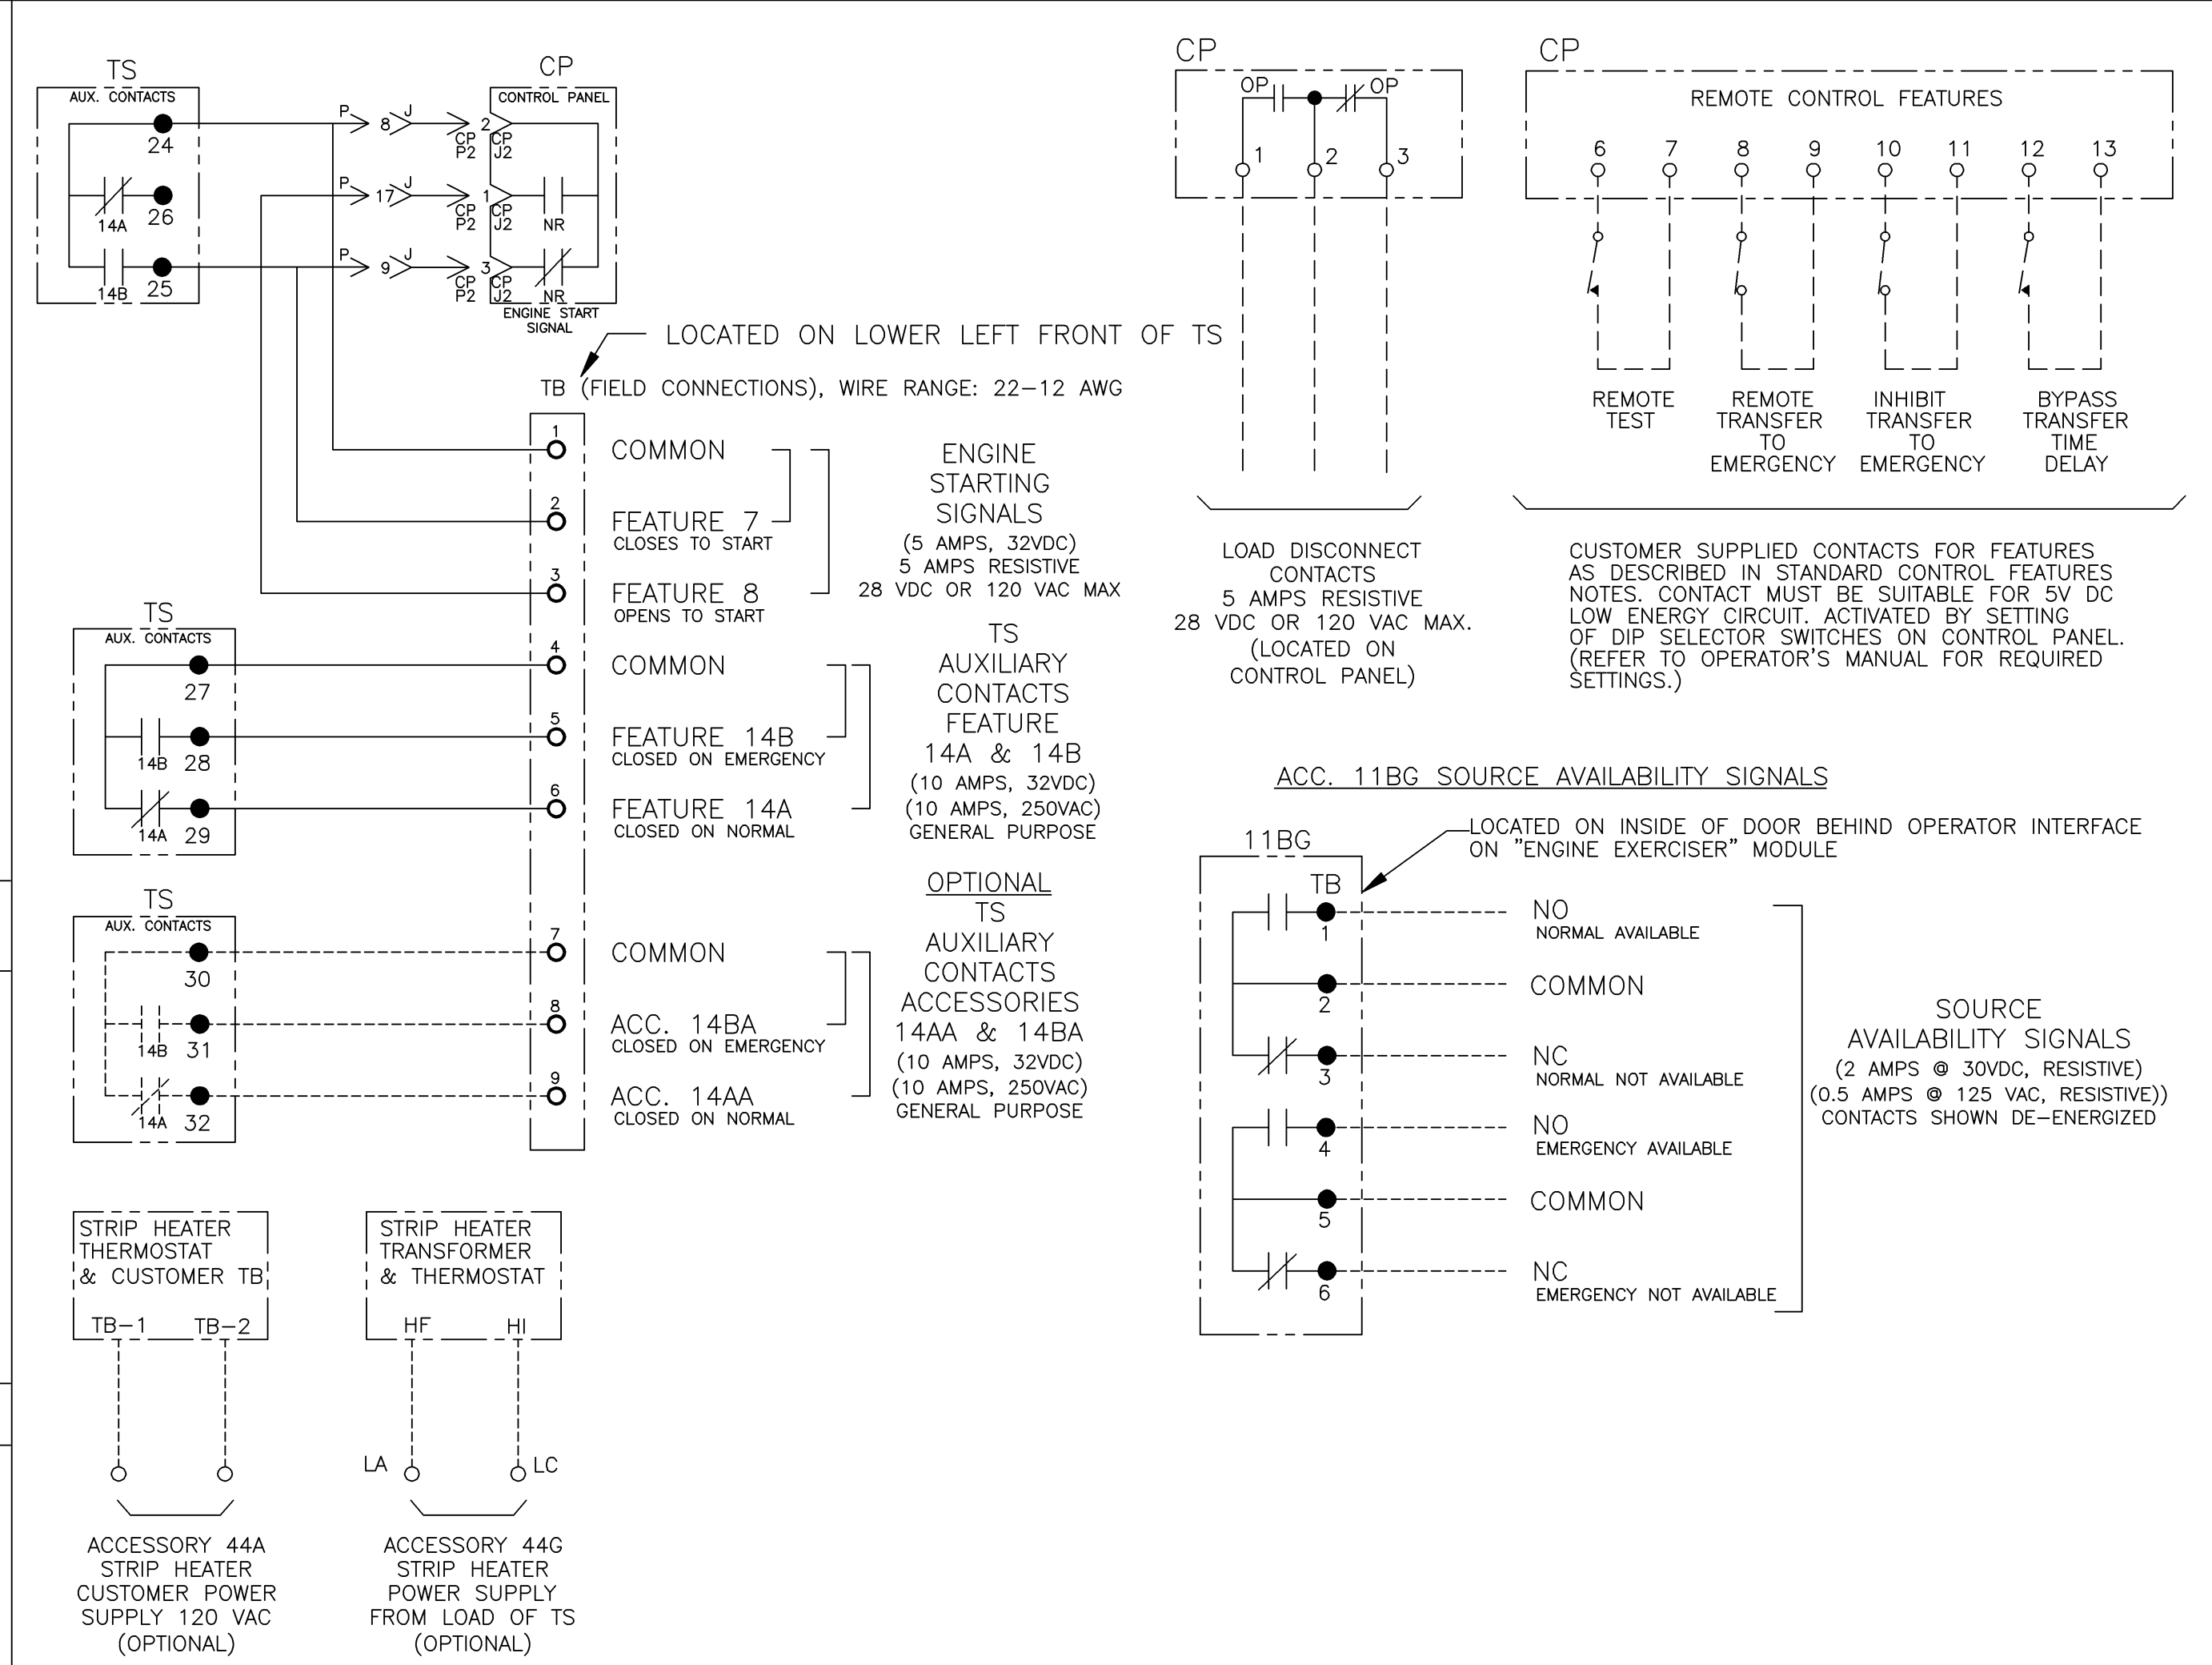 TS
AUX. CONTACTS
24
26
14A
14B
25
P
8
J
CP
P2
P
17
J
CP
P2
P
9
J
CP
P2
CP
CONTROL PANEL
2
CP
J2
1
CP
J2
NR
3
CP
J2
NR
ENGINE START
SIGNAL
LOCATED ON LOWER LEFT FRONT OF TS
TB (FIELD CONNECTIONS), WIRE RANGE: 22-12 AWG
1
COMMON
2
FEATURE 7
CLOSES TO START
3
FEATURE 8
OPENS TO START
ENGINE
STARTING
SIGNALS
(5 AMPS, 32VDC)
5 AMPS RESISTIVE
28 VDC OR 120 VAC MAX
TS
AUX. CONTACTS
27
14B
28
14A
29
4
COMMON
5
FEATURE 14B
CLOSED ON EMERGENCY
6
FEATURE 14A
CLOSED ON NORMAL
TS
AUXILIARY
CONTACTS
FEATURE
14A & 14B
(10 AMPS, 32VDC)
(10 AMPS, 250VAC)
GENERAL PURPOSE
TS
AUX. CONTACTS
30
14B
31
14A
32
7
COMMON
8
ACC. 14BA
CLOSED ON EMERGENCY
9
ACC. 14AA
CLOSED ON NORMAL
OPTIONAL
TS
AUXILIARY
CONTACTS
ACCESSORIES
14AA & 14BA
(10 AMPS, 32VDC)
(10 AMPS, 250VAC)
GENERAL PURPOSE
STRIP HEATER
THERMOSTAT
& CUSTOMER TB
TB-1
TB-2
ACCESSORY 44A
STRIP HEATER
CUSTOMER POWER
SUPPLY 120 VAC
(OPTIONAL)
STRIP HEATER
TRANSFORMER
& THERMOSTAT
HF
HI
LA
LC
ACCESSORY 44G
STRIP HEATER
POWER SUPPLY
FROM LOAD OF TS
(OPTIONAL)
CP
OP
OP
1
2
3
LOAD DISCONNECT
CONTACTS
5 AMPS RESISTIVE
28 VDC OR 120 VAC MAX.
(LOCATED ON
CONTROL PANEL)
CP
REMOTE CONTROL FEATURES
6
7
8
9
10
11
12
13
REMOTE
TEST
REMOTE
TRANSFER
TO
EMERGENCY
INHIBIT
TRANSFER
TO
EMERGENCY
BYPASS
TRANSFER
TIME
DELAY
CUSTOMER SUPPLIED CONTACTS FOR FEATURES
AS DESCRIBED IN STANDARD CONTROL FEATURES
NOTES. CONTACT MUST BE SUITABLE FOR 5V DC
LOW ENERGY CIRCUIT. ACTIVATED BY SETTING
OF DIP SELECTOR SWITCHES ON CONTROL PANEL.
(REFER TO OPERATOR'S MANUAL FOR REQUIRED
SETTINGS.)
ACC. 11BG SOURCE AVAILABILITY SIGNALS
11BG
LOCATED ON INSIDE OF DOOR BEHIND OPERATOR INTERFACE
ON "ENGINE EXERCISER" MODULE
TB
1
NO
NORMAL AVAILABLE
2
COMMON
3
NC
NORMAL NOT AVAILABLE
4
NO
EMERGENCY AVAILABLE
5
COMMON
6
NC
EMERGENCY NOT AVAILABLE
SOURCE
AVAILABILITY SIGNALS
(2 AMPS @ 30VDC, RESISTIVE)
(0.5 AMPS @ 125 VAC, RESISTIVE))
CONTACTS SHOWN DE-ENERGIZED